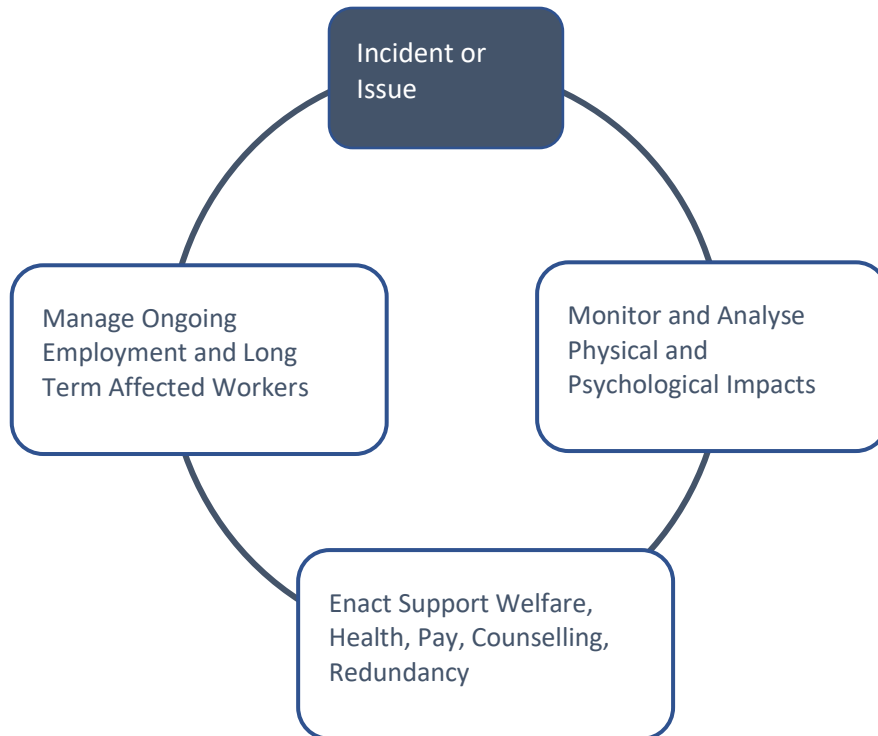 Incident or
Issue
Monitor and Analyse
Physical and
Psychological Impacts
Enact Support Welfare,
Health, Pay, Counselling,
Redundancy
Manage Ongoing
Employment and Long
Term Affected Workers